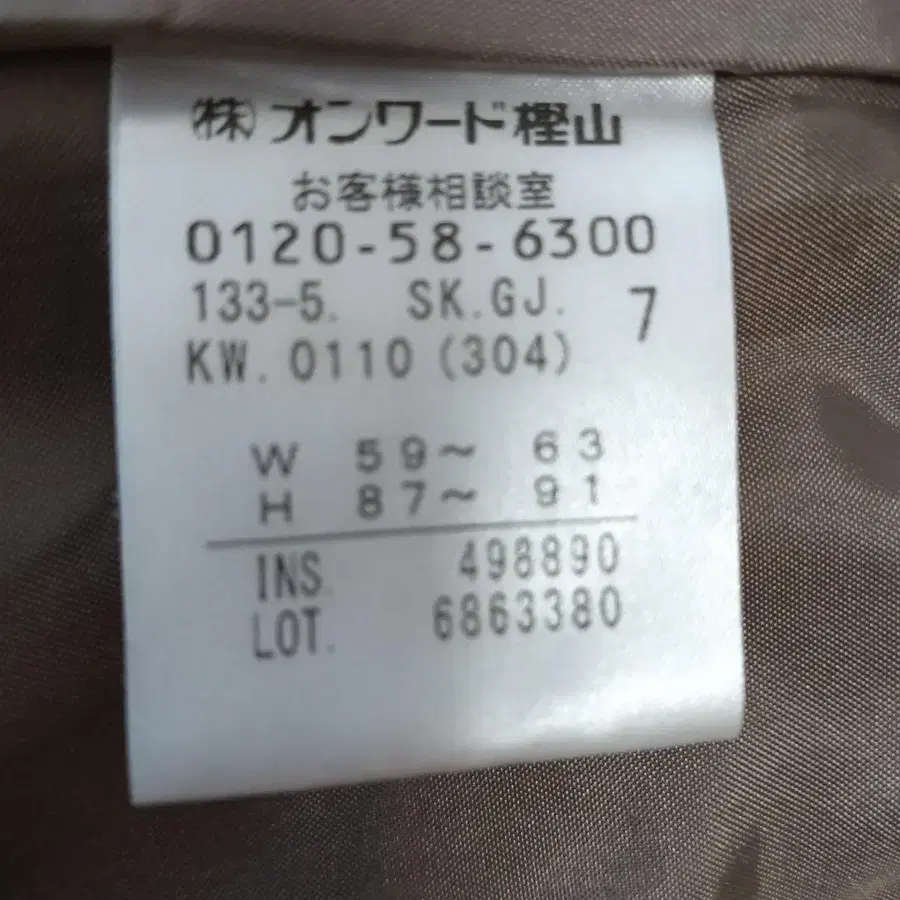 ㈱オンワード樫山
お客様相談室
0120-58-6300
133-5. SK.GJ. 7
KW.0110(304)
W 59~ 63
H 87~ 91
INS. 498890
LOT. 6863380